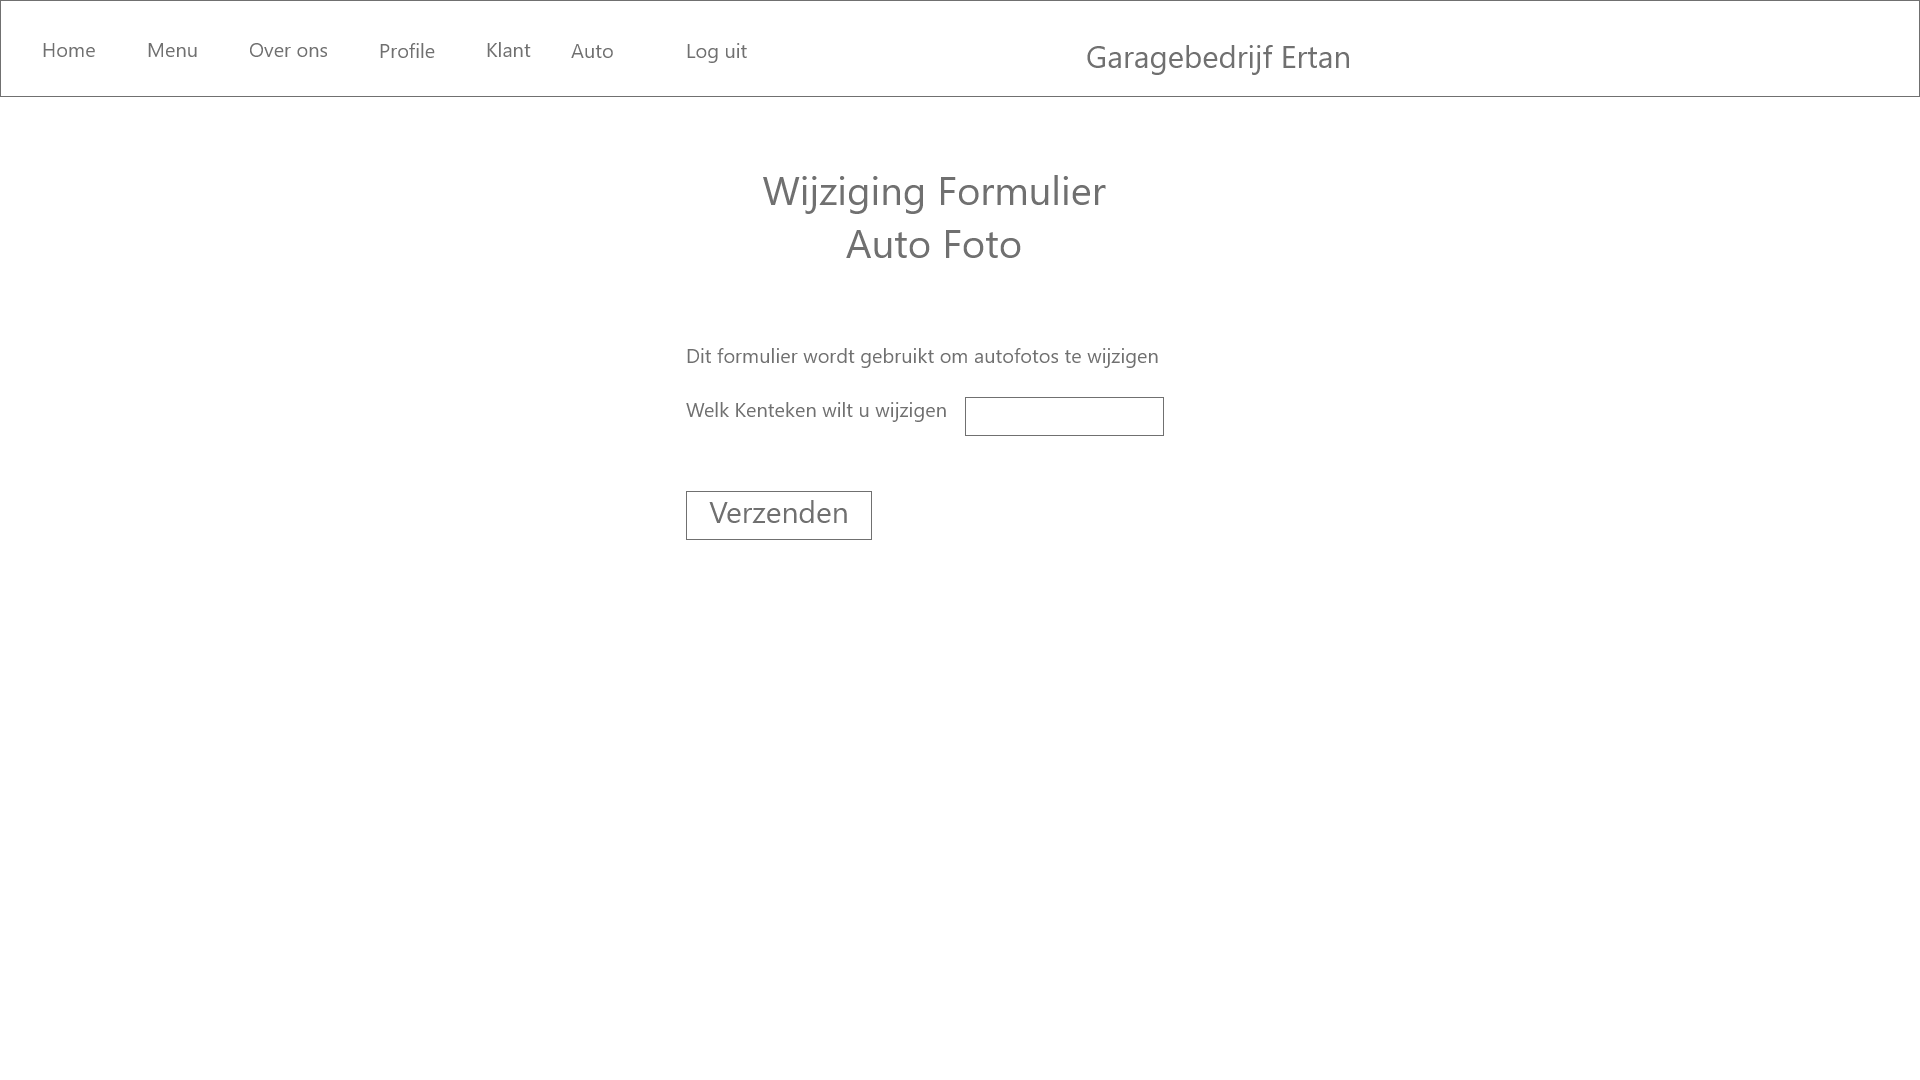 Home Menu Over ons Profile Klant Auto Log uit Garagebedrijf Ertan
Wijziging Formulier
Auto Foto
Dit formulier wordt gebruikt om autofotos te wijzigen
Welk Kenteken wilt u wijzigen
Verzenden